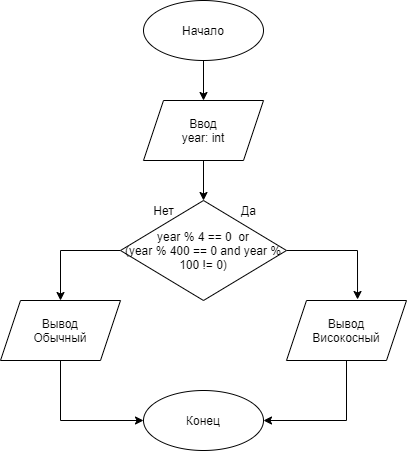 Начало
Ввод
year: int
Нет
Да
year % 4 == 0 or
(year % 400 == 0 and year %
100 != 0)
Вывод
Обычный
Вывод
Високосный
Конец